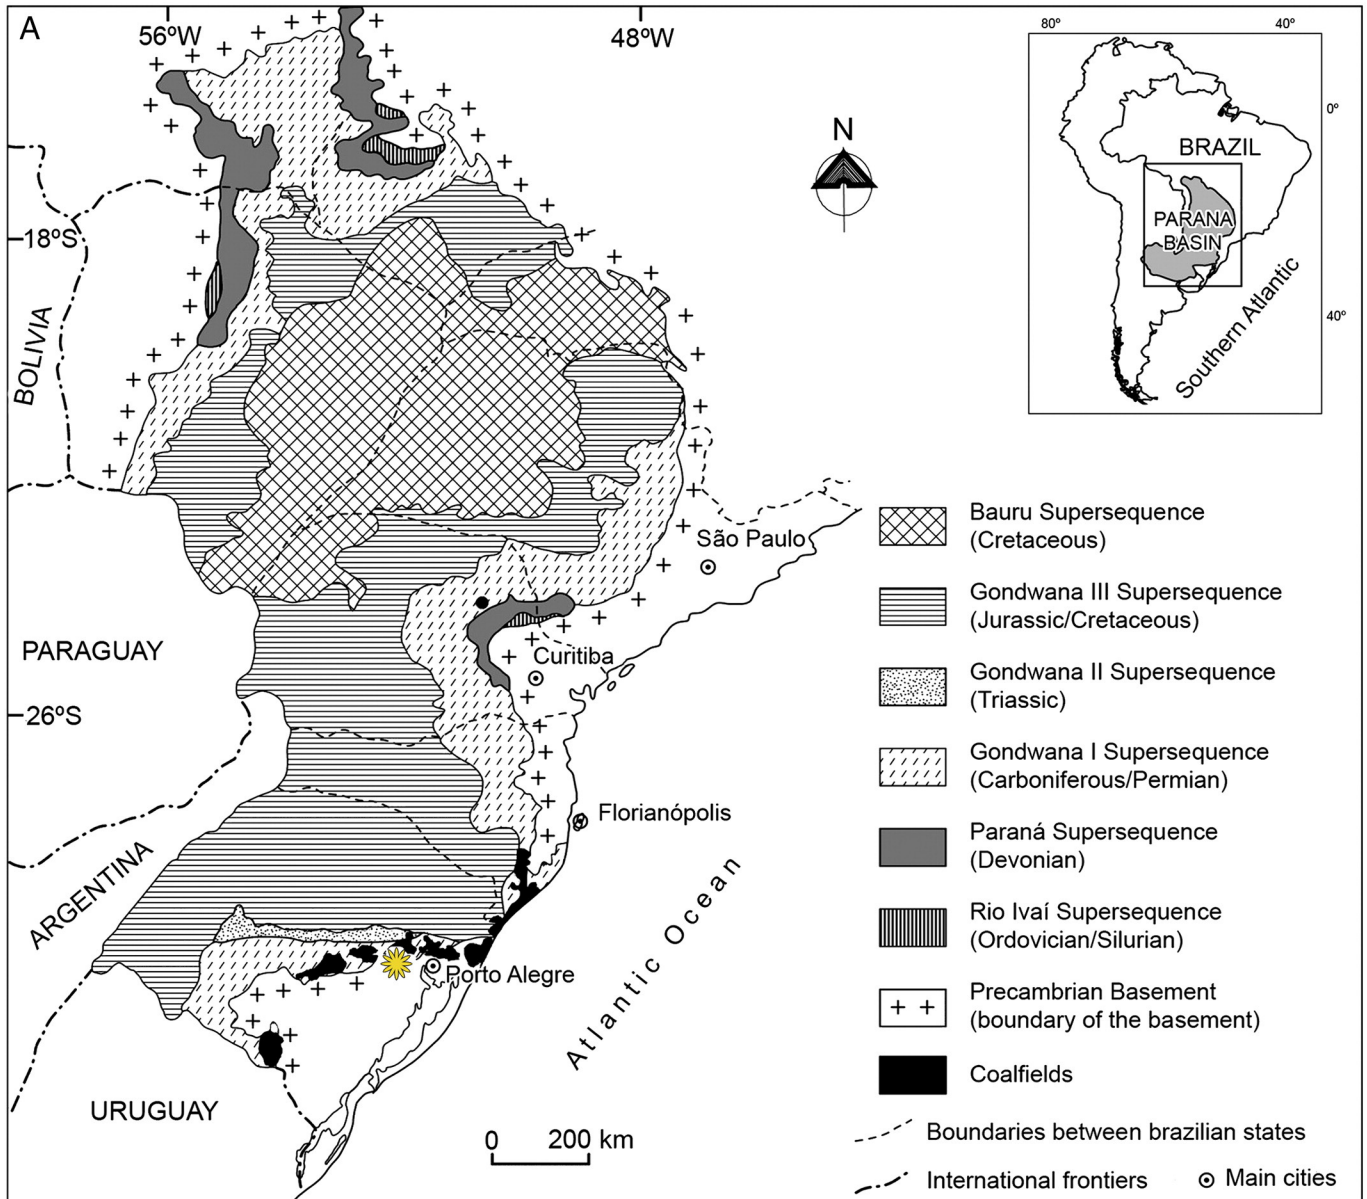 A
56ºW
48ºW
18ºS
26ºS
BOLIVIA
PARAGUAY
ARGENTINA
URUGUAY
São Paulo
Curitiba
Florianópolis
Porto Alegre
Atlantic Ocean
0
200 km
N
80º
40º
0º
40º
BRAZIL
PARANA
BASIN
Southern Atlantic
Bauru Supersequence
(Cretaceous)
Gondwana III Supersequence
(Jurassic/Cretaceous)
Gondwana II Supersequence
(Triassic)
Gondwana I Supersequence
(Carboniferous/Permian)
Paraná Supersequence
(Devonian)
Rio Ivaí Supersequence
(Ordovician/Silurian)
Precambrian Basement
(boundary of the basement)
Coalfields
Boundaries between brazilian states
International frontiers
Main cities